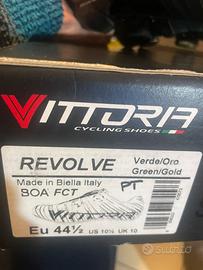 VITTORIA
CYCLING SHOES
REVOLVE
Verde/Oro
Green/Gold
Made in Biella Italy
BOA FCT
PT
Eu 44½ US 10½ UK 10
subito